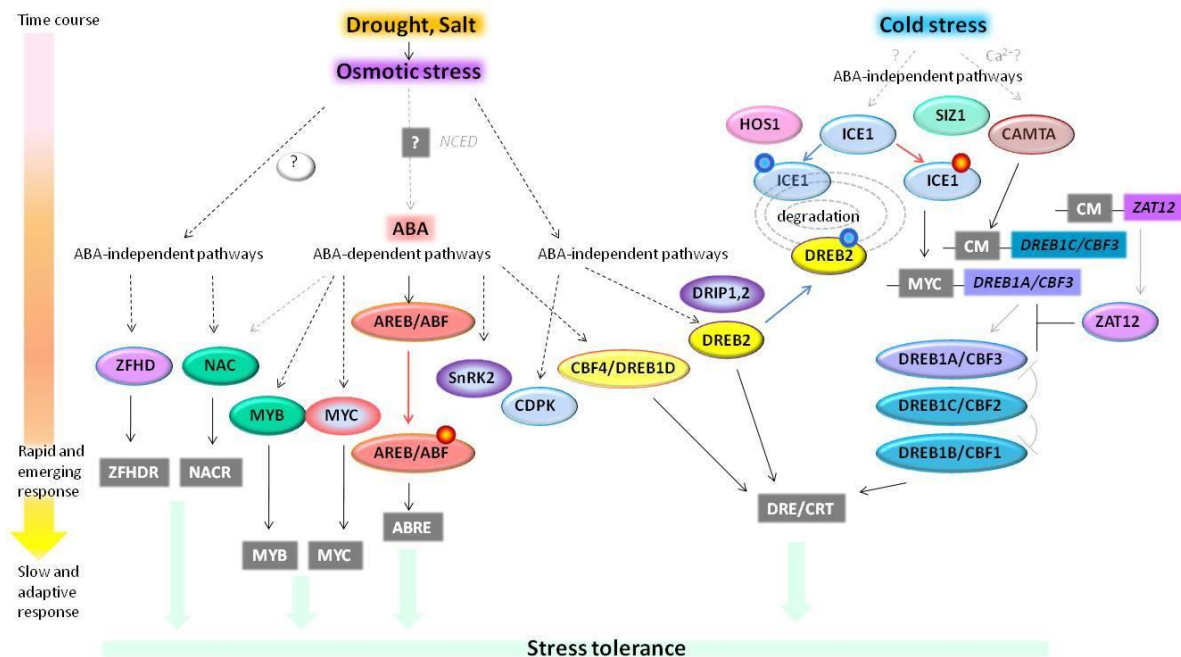 Time course
Drought, Salt
Cold stress
Osmotic stress
?
Ca²⁺?
ABA-independent pathways
HOS1
ICE1
SIZ1
CAMTA
?
NCED
?
ICE1
ICE1
CM
ZAT12
degradation
ABA
CM
DREB1C/CBF3
ABA-independent pathways
ABA-dependent pathways
ABA-independent pathways
DREB2
MYC
DREB1A/CBF3
DRIP1,2
AREB/ABF
DREB2
ZAT12
ZFHD
NAC
CBF4/DREB1D
DREB1A/CBF3
SnRK2
CDPK
MYB
MYC
DREB1C/CBF2
AREB/ABF
DREB1B/CBF1
Rapid and
emerging
response
ZFHDR
NACR
DRE/CRT
ABRE
MYB
MYC
Slow and
adaptive
response
Stress tolerance